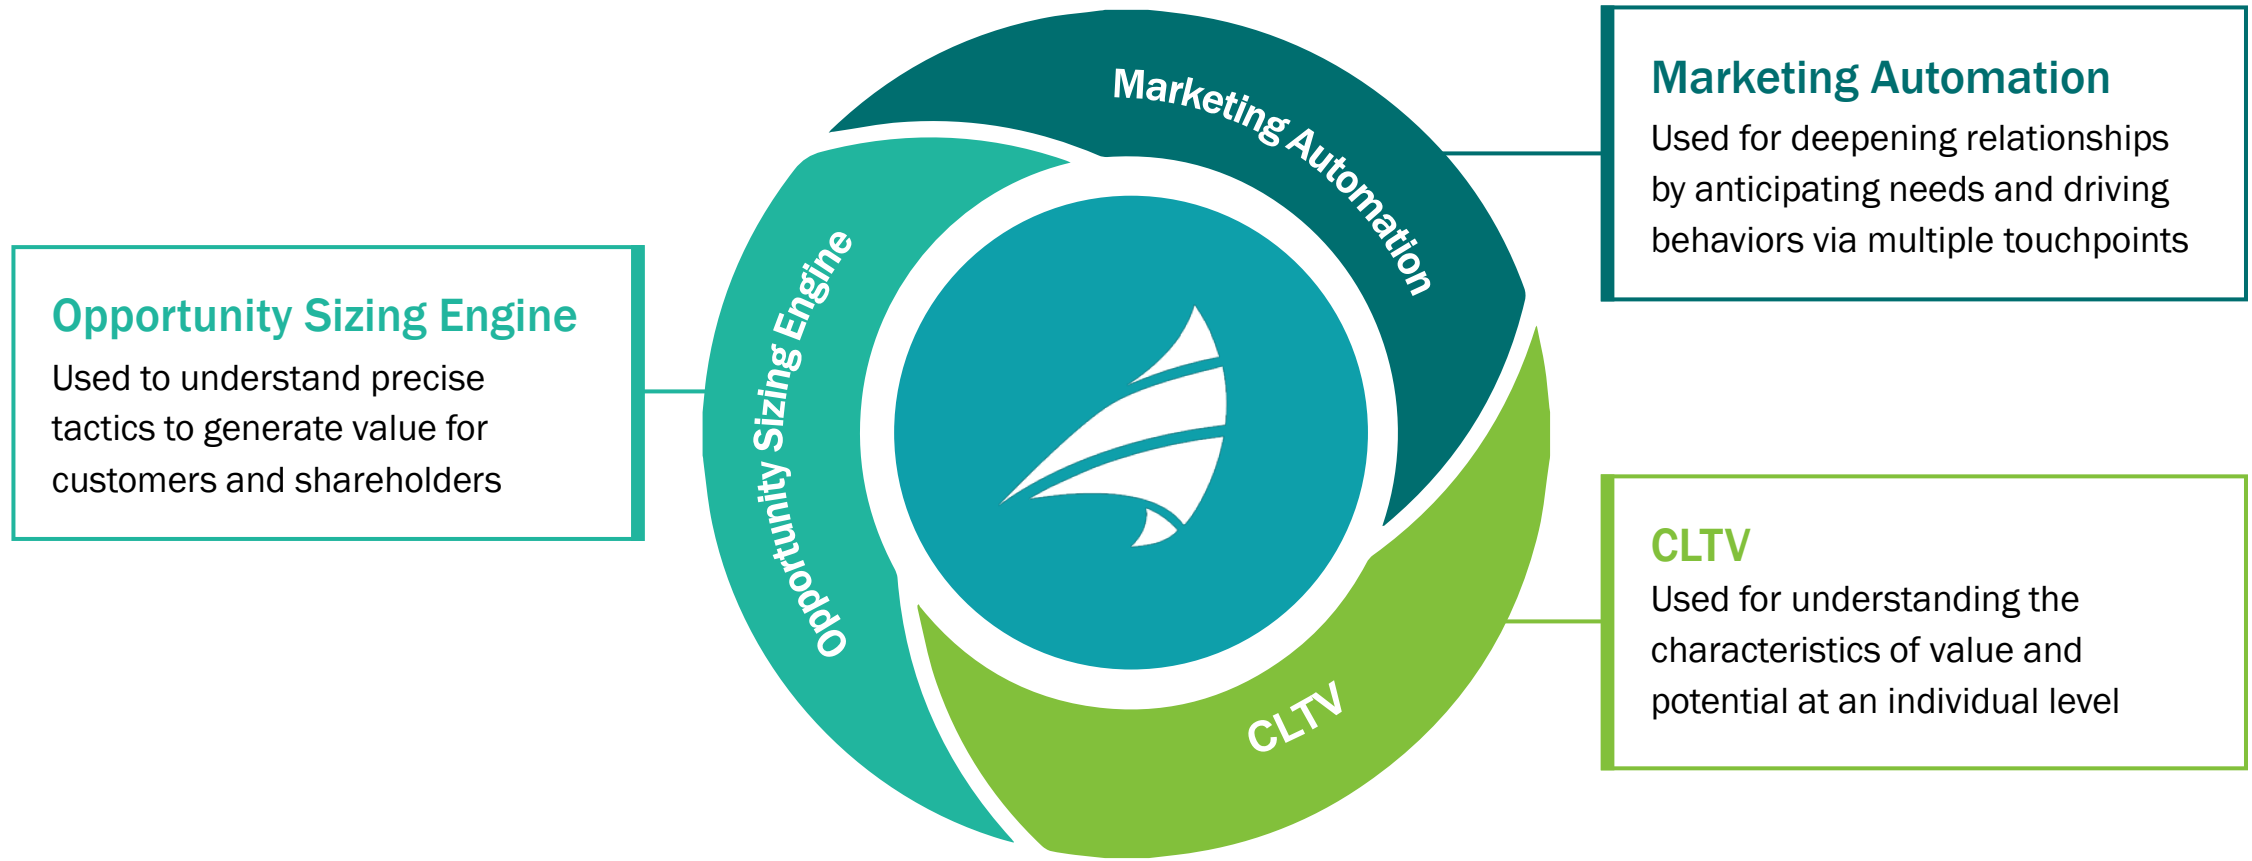 Opportunity Sizing Engine
Used to understand precise
tactics to generate value for
customers and shareholders
Opportunity Sizing Engine
Marketing Automation
CLTV
Marketing Automation
Used for deepening relationships
by anticipating needs and driving
behaviors via multiple touchpoints
CLTV
Used for understanding the
characteristics of value and
potential at an individual level